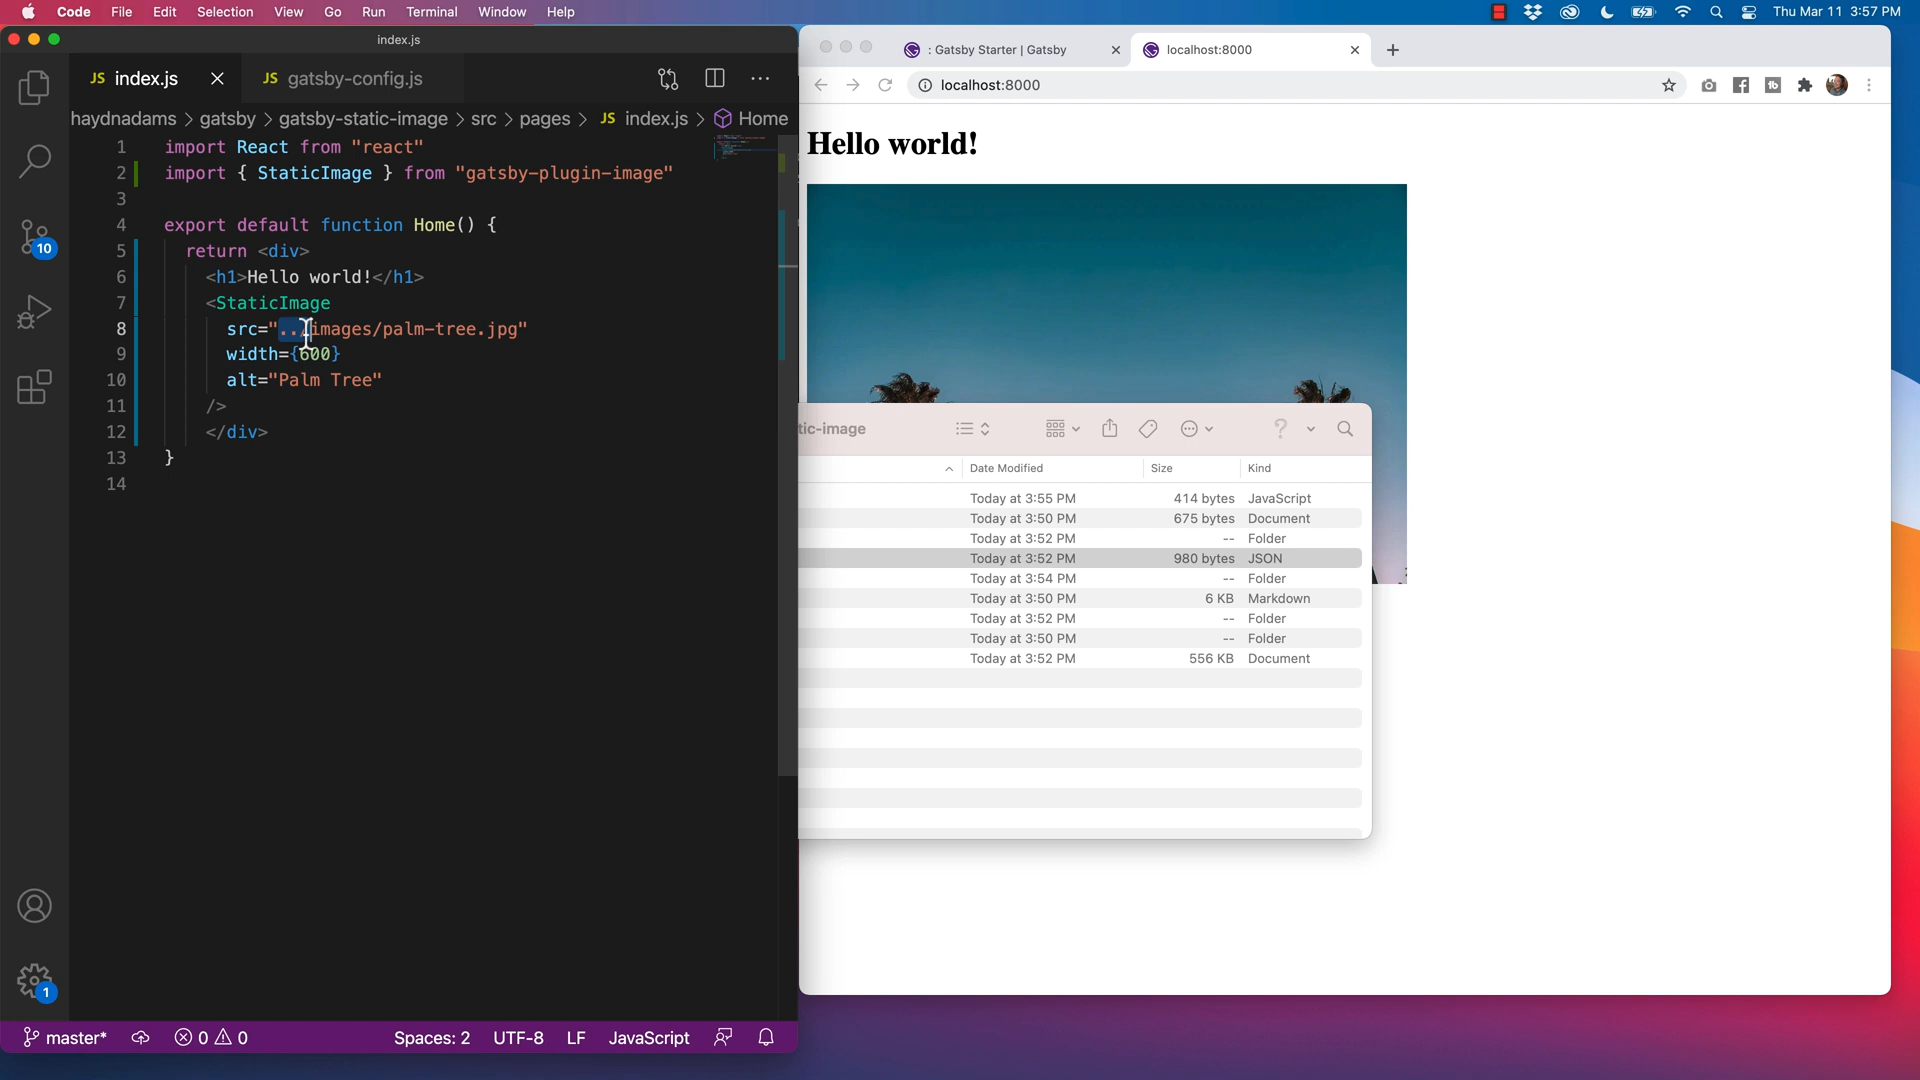 Code File Edit Selection View Go Run Terminal Window Help
Thu Mar 11 3:57 PM
index.js
JS index.js
JS gatsby-config.js
haydnadams > gatsby > gatsby-static-image > src > pages > JS index.js > Home
1 import React from "react"
2 import { StaticImage } from "gatsby-plugin-image"
3
4 export default function Home() {
5 return <div>
6 <h1>Hello world!</h1>
7 <StaticImage
8 src="../images/palm-tree.jpg"
9 width={600}
10 alt="Palm Tree"
11 />
12 </div>
13 }
14
10
1
master* 0 0 Spaces: 2 UTF-8 LF JavaScript
: Gatsby Starter | Gatsby
localhost:8000
localhost:8000
Hello world!
tic-image
Date Modified Size Kind
Today at 3:55 PM 414 bytes JavaScript
Today at 3:50 PM 675 bytes Document
Today at 3:52 PM -- Folder
Today at 3:52 PM 980 bytes JSON
Today at 3:54 PM -- Folder
Today at 3:50 PM 6 KB Markdown
Today at 3:52 PM -- Folder
Today at 3:50 PM -- Folder
Today at 3:52 PM 556 KB Document